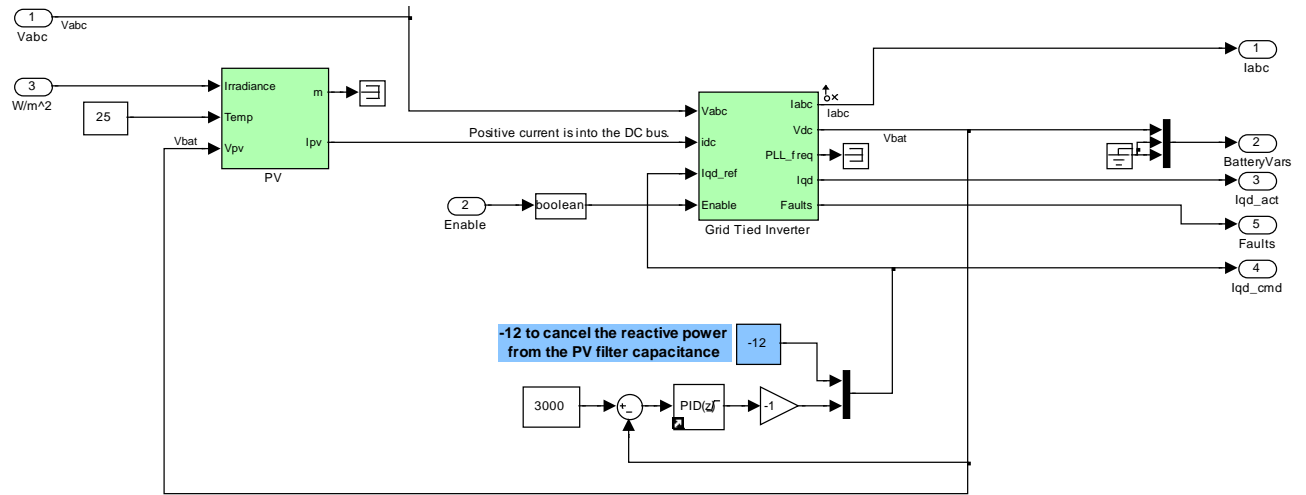 1
Vabc
Vabc
3
W/m^2
25
Vbat
Irradiance
Temp
Vpv
m
Ipv
PV
Positive current is into the DC bus.
2
Enable
boolean
Vabc
idc
Iqd_ref
Enable
Iabc
Vdc
PLL_freq
Iqd
Faults
Grid Tied Inverter
Iabc
Vbat
1
Iabc
2
BatteryVars
3
Iqd_act
5
Faults
4
Iqd_cmd
-12 to cancel the reactive power
from the PV filter capacitance
-12
3000
+
−
PID(z)
-1